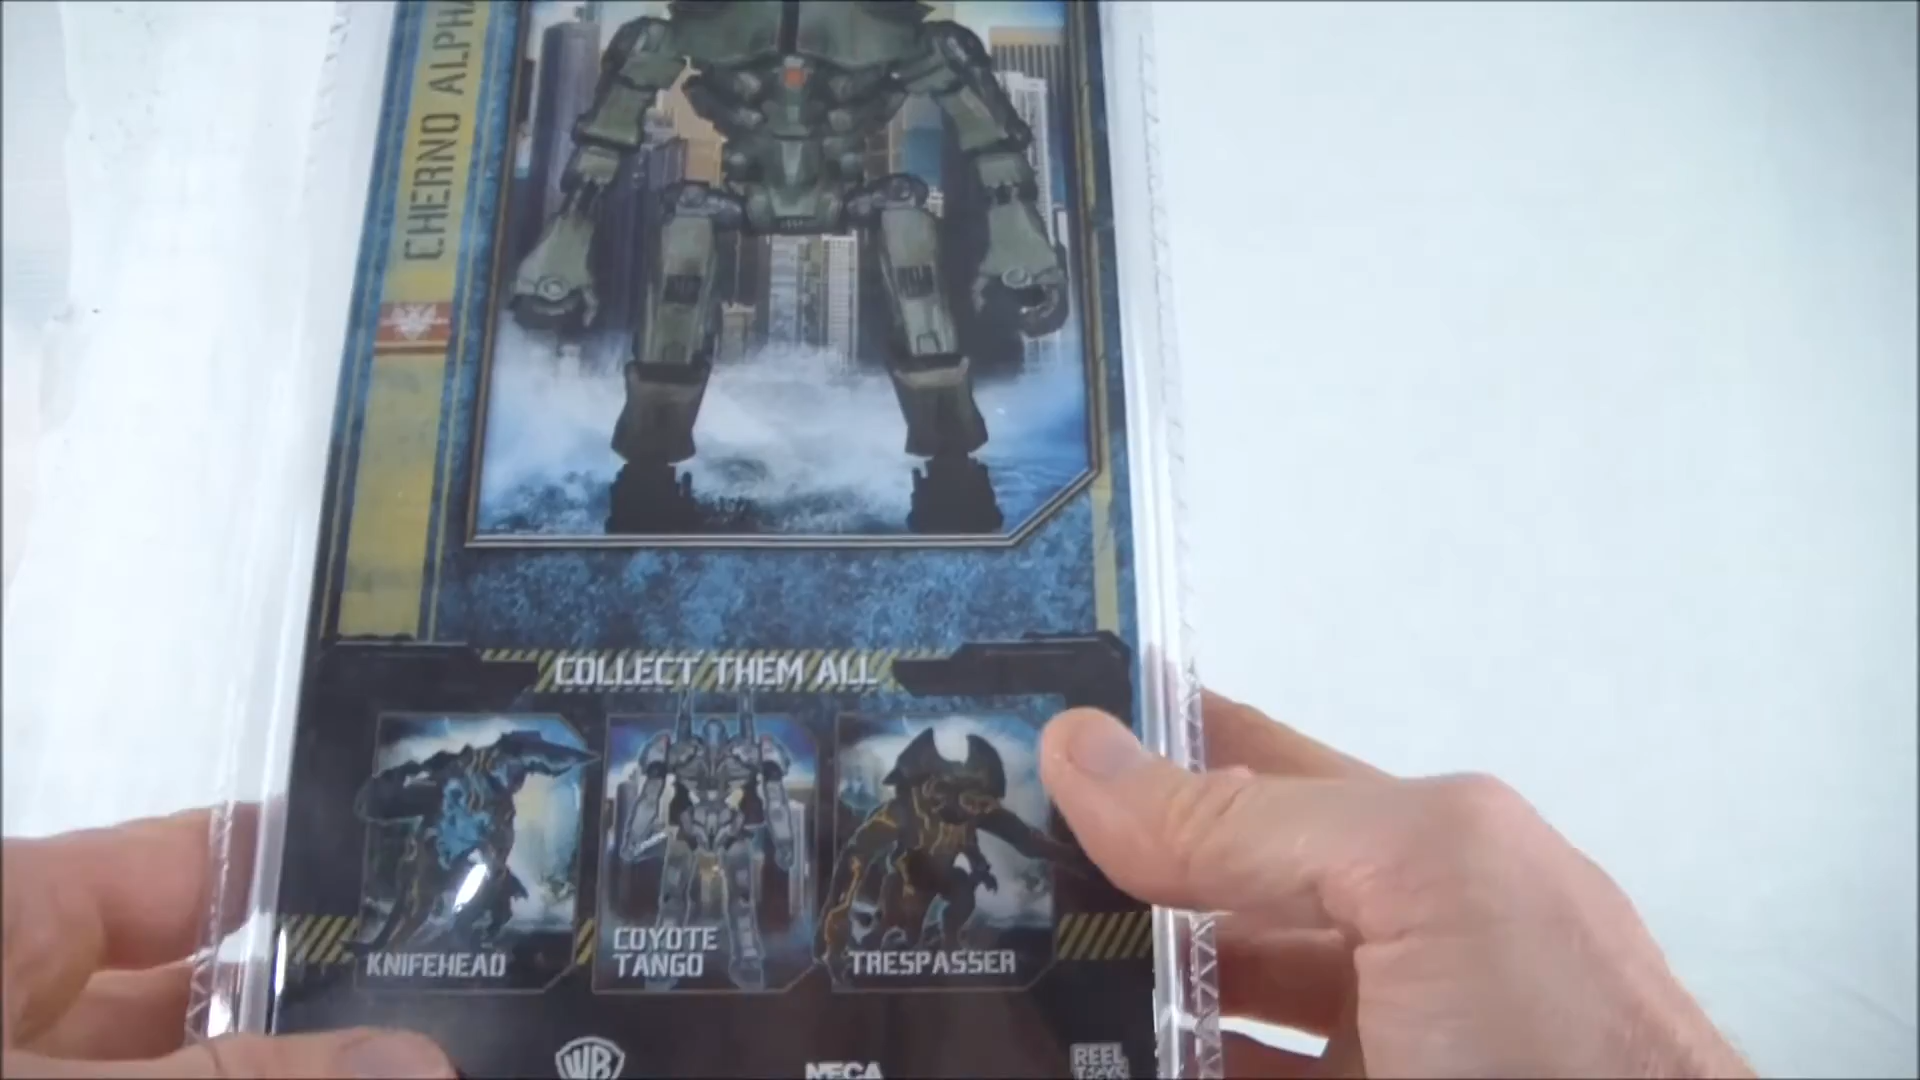 CHERNO ALPHA
COLLECT THEM ALL
KNIFEHEAD
COYOTE
TANGO
TRESPASSER
WB
NECA
REEL
TOYS